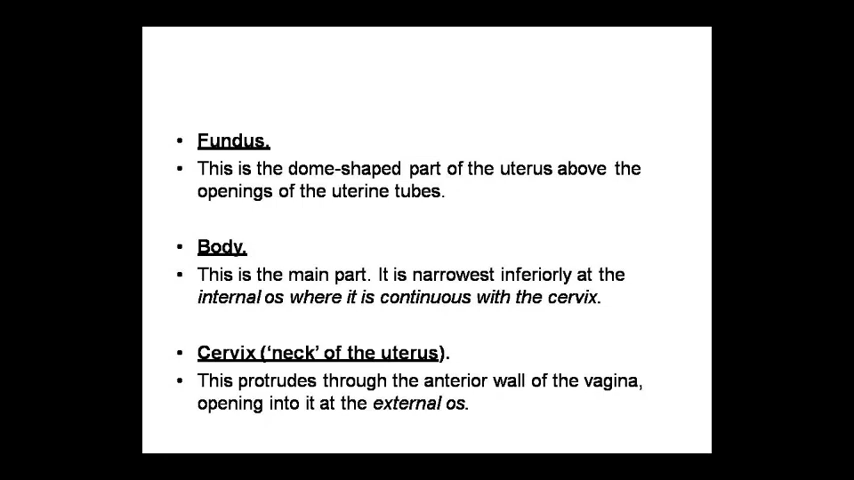 • Fundus.
• This is the dome-shaped part of the uterus above the
openings of the uterine tubes.
• Body.
• This is the main part. It is narrowest inferiorly at the
internal os where it is continuous with the cervix.
• Cervix (‘neck’ of the uterus).
• This protrudes through the anterior wall of the vagina,
opening into it at the external os.